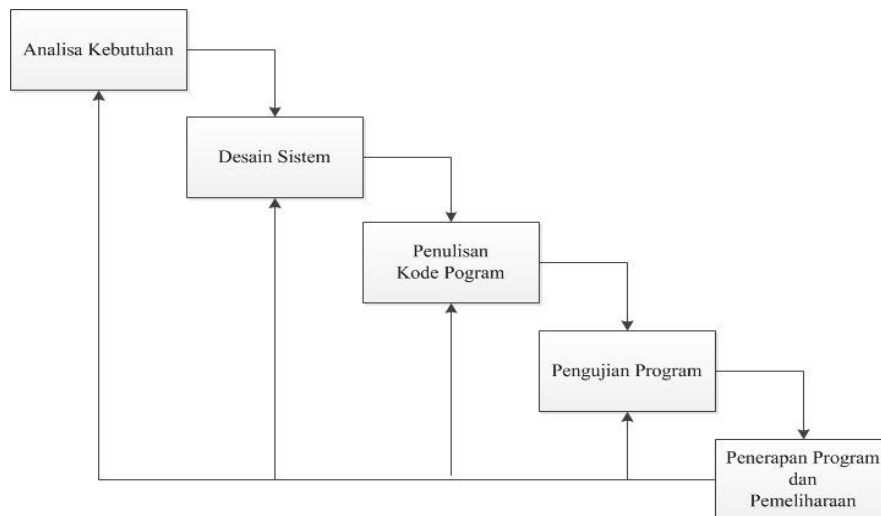 Analisa Kebutuhan
Desain Sistem
Penulisan
Kode Pogram
Pengujian Program
Penerapan Program
dan
Pemeliharaan